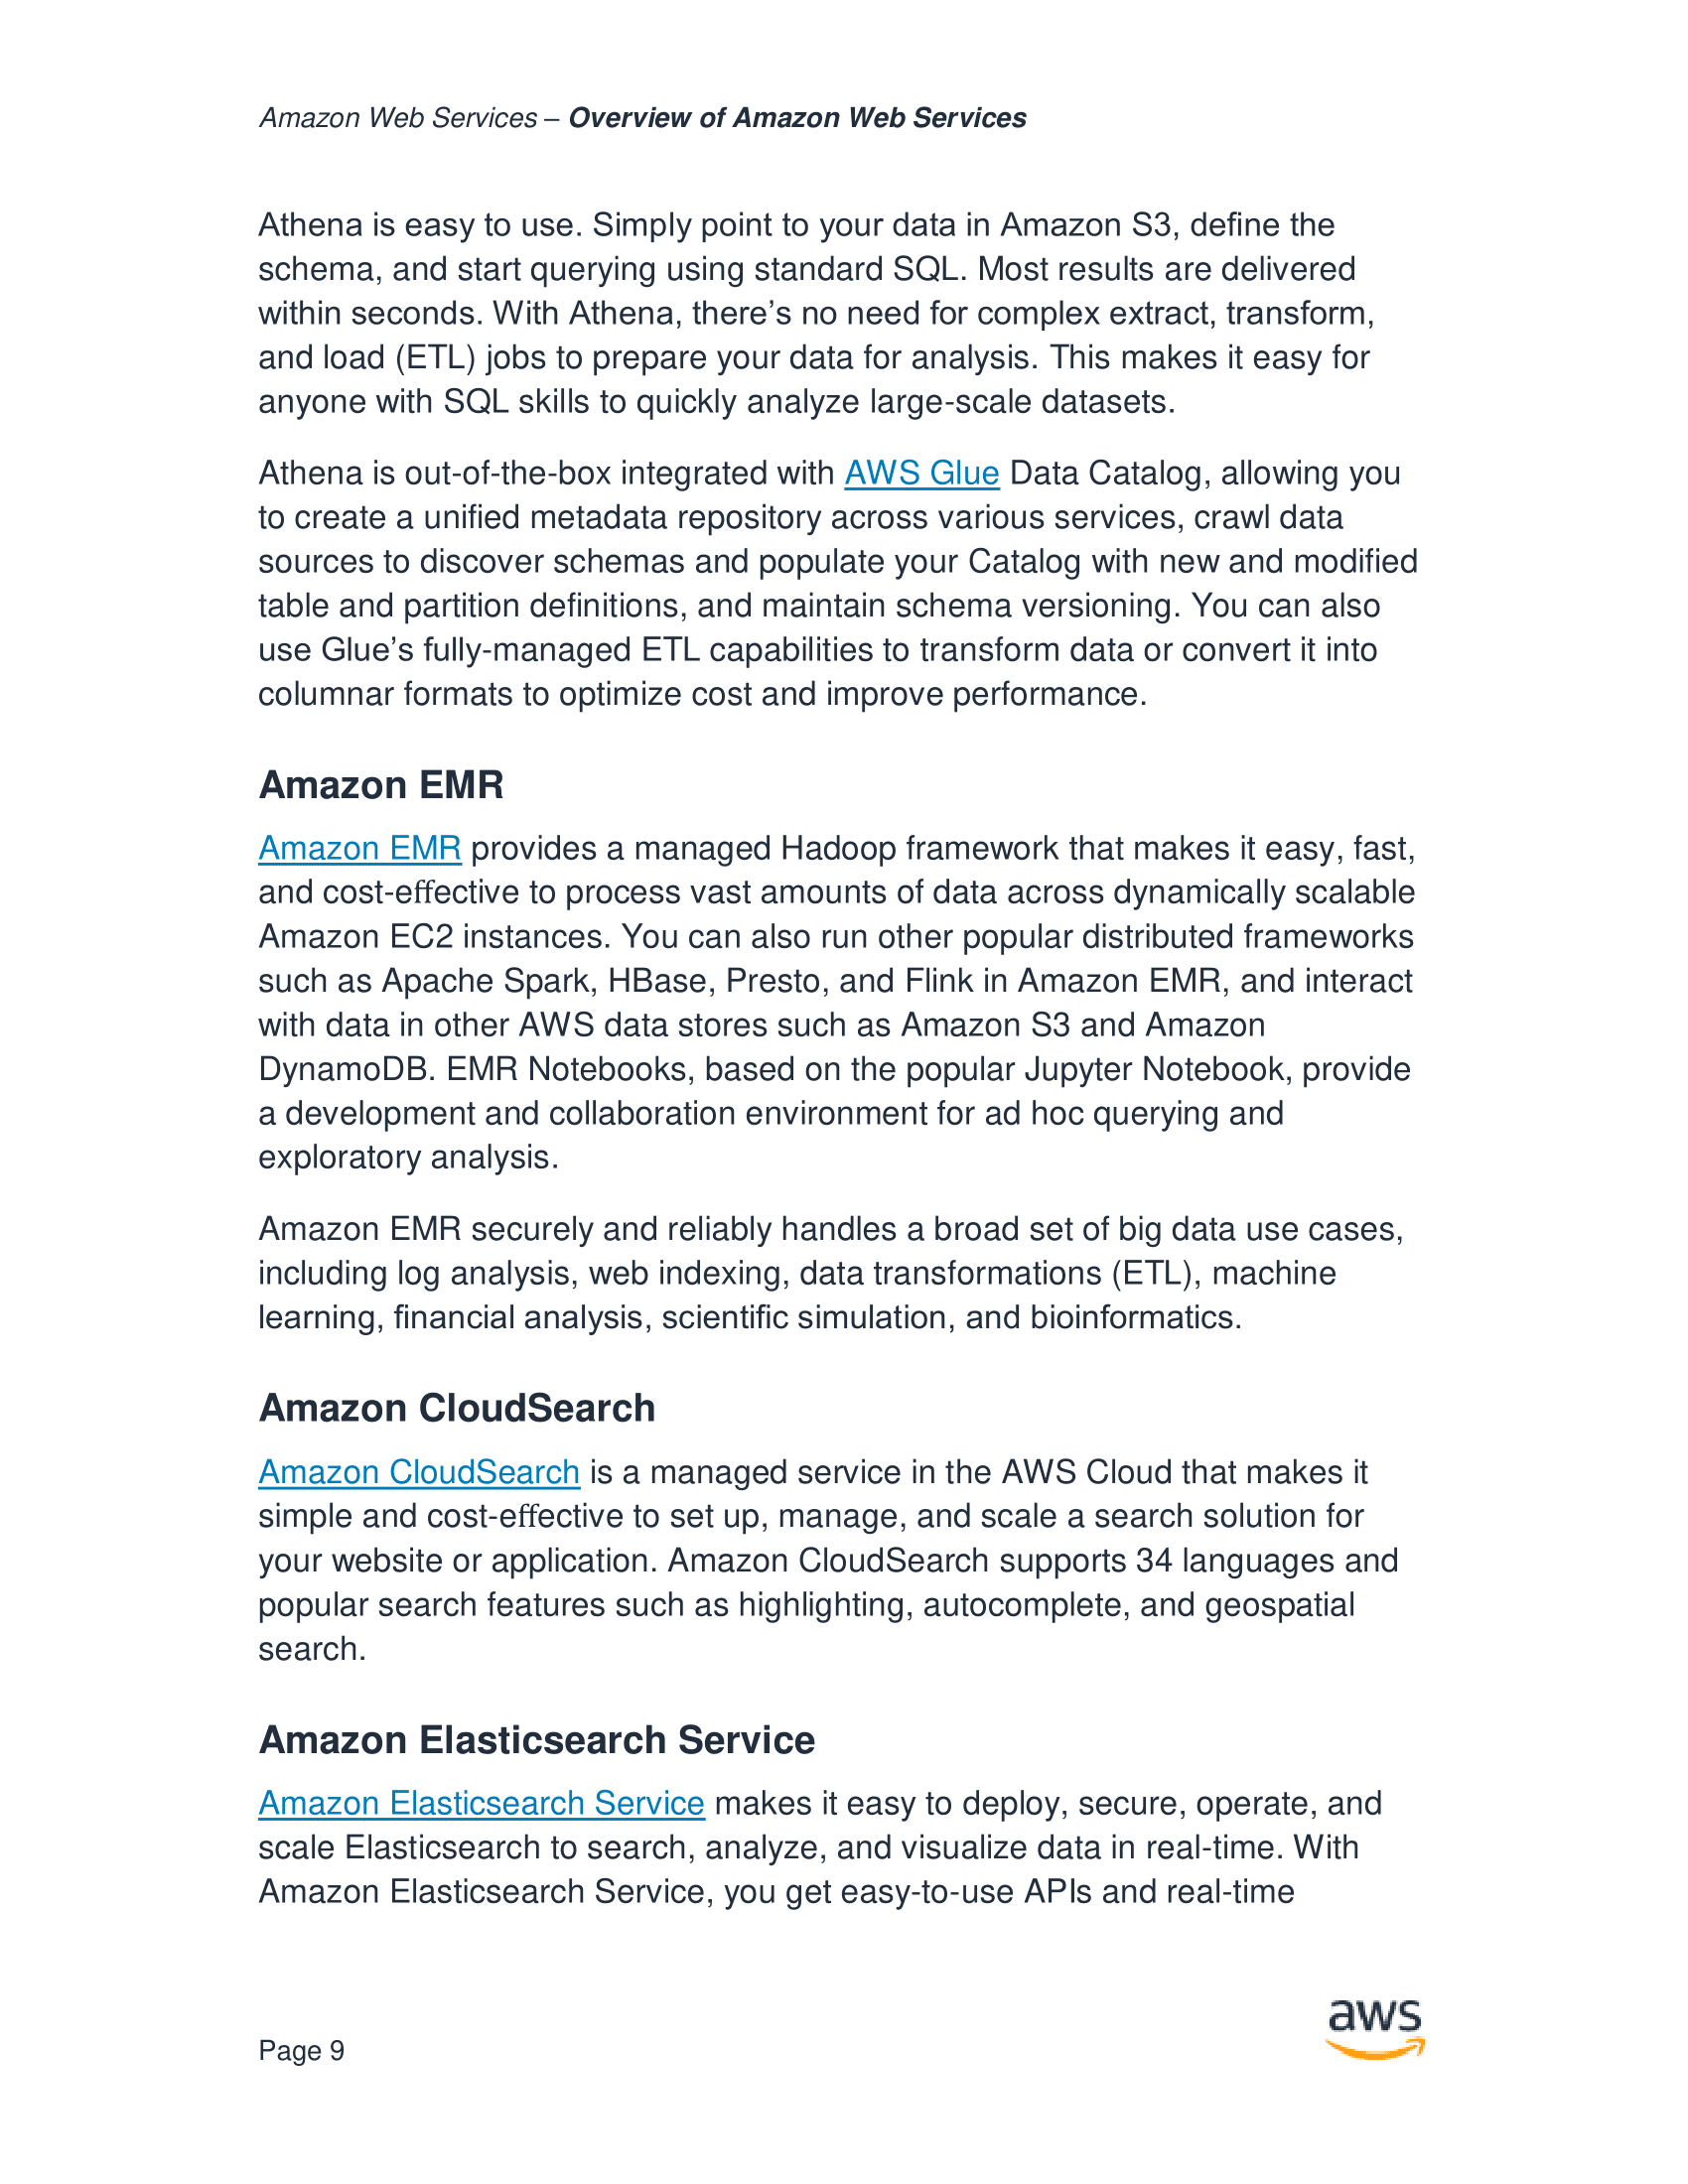 Amazon Web Services – Overview of Amazon Web Services
Athena is easy to use. Simply point to your data in Amazon S3, define the
schema, and start querying using standard SQL. Most results are delivered
within seconds. With Athena, there’s no need for complex extract, transform,
and load (ETL) jobs to prepare your data for analysis. This makes it easy for
anyone with SQL skills to quickly analyze large-scale datasets.
Athena is out-of-the-box integrated with AWS Glue Data Catalog, allowing you
to create a unified metadata repository across various services, crawl data
sources to discover schemas and populate your Catalog with new and modified
table and partition definitions, and maintain schema versioning. You can also
use Glue’s fully-managed ETL capabilities to transform data or convert it into
columnar formats to optimize cost and improve performance.
Amazon EMR
Amazon EMR provides a managed Hadoop framework that makes it easy, fast,
and cost-effective to process vast amounts of data across dynamically scalable
Amazon EC2 instances. You can also run other popular distributed frameworks
such as Apache Spark, HBase, Presto, and Flink in Amazon EMR, and interact
with data in other AWS data stores such as Amazon S3 and Amazon
DynamoDB. EMR Notebooks, based on the popular Jupyter Notebook, provide
a development and collaboration environment for ad hoc querying and
exploratory analysis.
Amazon EMR securely and reliably handles a broad set of big data use cases,
including log analysis, web indexing, data transformations (ETL), machine
learning, financial analysis, scientific simulation, and bioinformatics.
Amazon CloudSearch
Amazon CloudSearch is a managed service in the AWS Cloud that makes it
simple and cost-effective to set up, manage, and scale a search solution for
your website or application. Amazon CloudSearch supports 34 languages and
popular search features such as highlighting, autocomplete, and geospatial
search.
Amazon Elasticsearch Service
Amazon Elasticsearch Service makes it easy to deploy, secure, operate, and
scale Elasticsearch to search, analyze, and visualize data in real-time. With
Amazon Elasticsearch Service, you get easy-to-use APIs and real-time
aws
Page 9